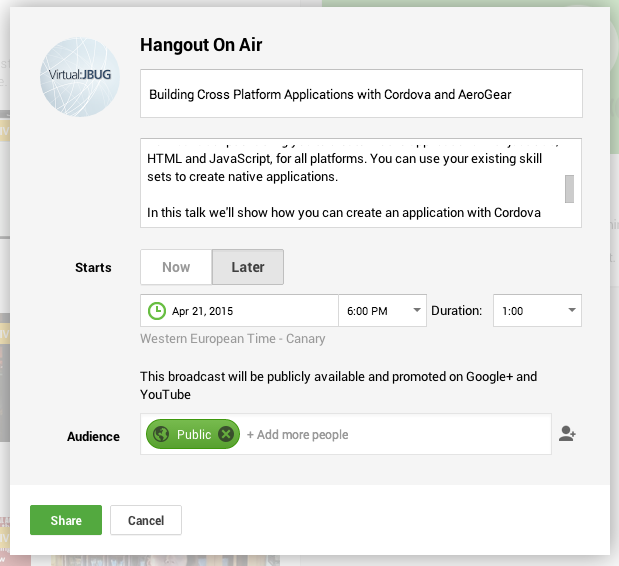 Hangout On Air
Virtual:JBUG
Building Cross Platform Applications with Cordova and AeroGear
HTML and JavaScript, for all platforms. You can use your existing skill
sets to create native applications.
In this talk we'll show how you can create an application with Cordova
Starts
Now
Later
Apr 21, 2015
6:00 PM
Duration:
1:00
Western European Time - Canary
This broadcast will be publicly available and promoted on Google+ and
YouTube
Audience
Public
+ Add more people
Share
Cancel